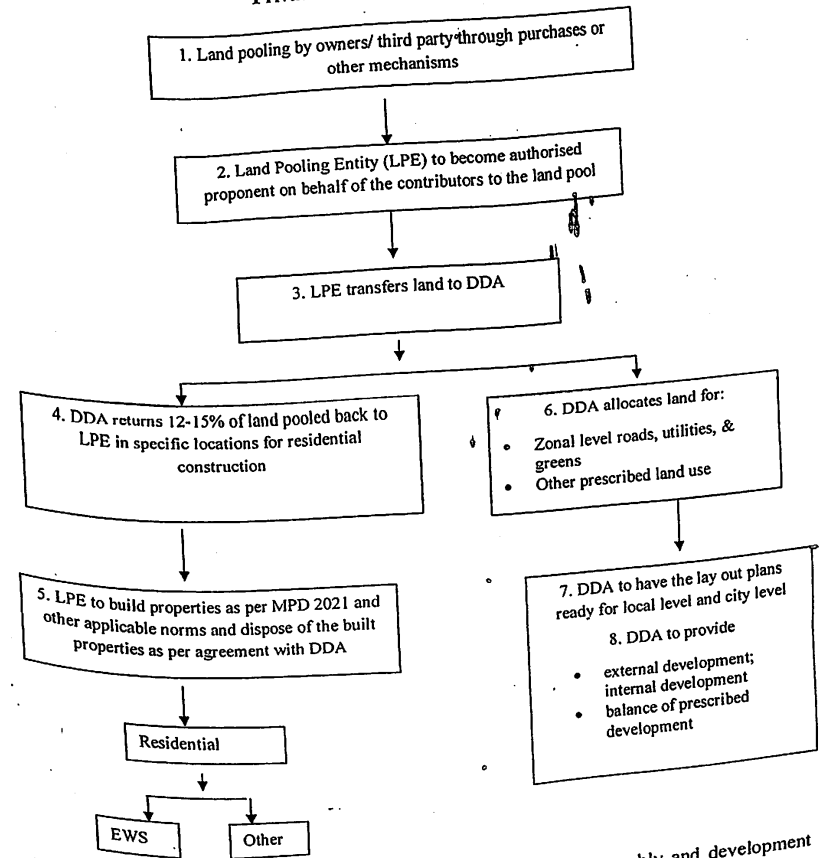 1. Land pooling by owners/ third party through purchases or
other mechanisms
2. Land Pooling Entity (LPE) to become authorised
proponent on behalf of the contributors to the land pool
3. LPE transfers land to DDA
4. DDA returns 12-15% of land pooled back to
LPE in specific locations for residential
construction
6. DDA allocates land for:
• Zonal level roads, utilities, &
greens
• Other prescribed land use
5. LPE to build properties as per MPD 2021 and
other applicable norms and dispose of the built
properties as per agreement with DDA
7. DDA to have the lay out plans
ready for local level and city level
8. DDA to provide
• external development;
internal development
• balance of prescribed
development
Residential
EWS
Other
and development